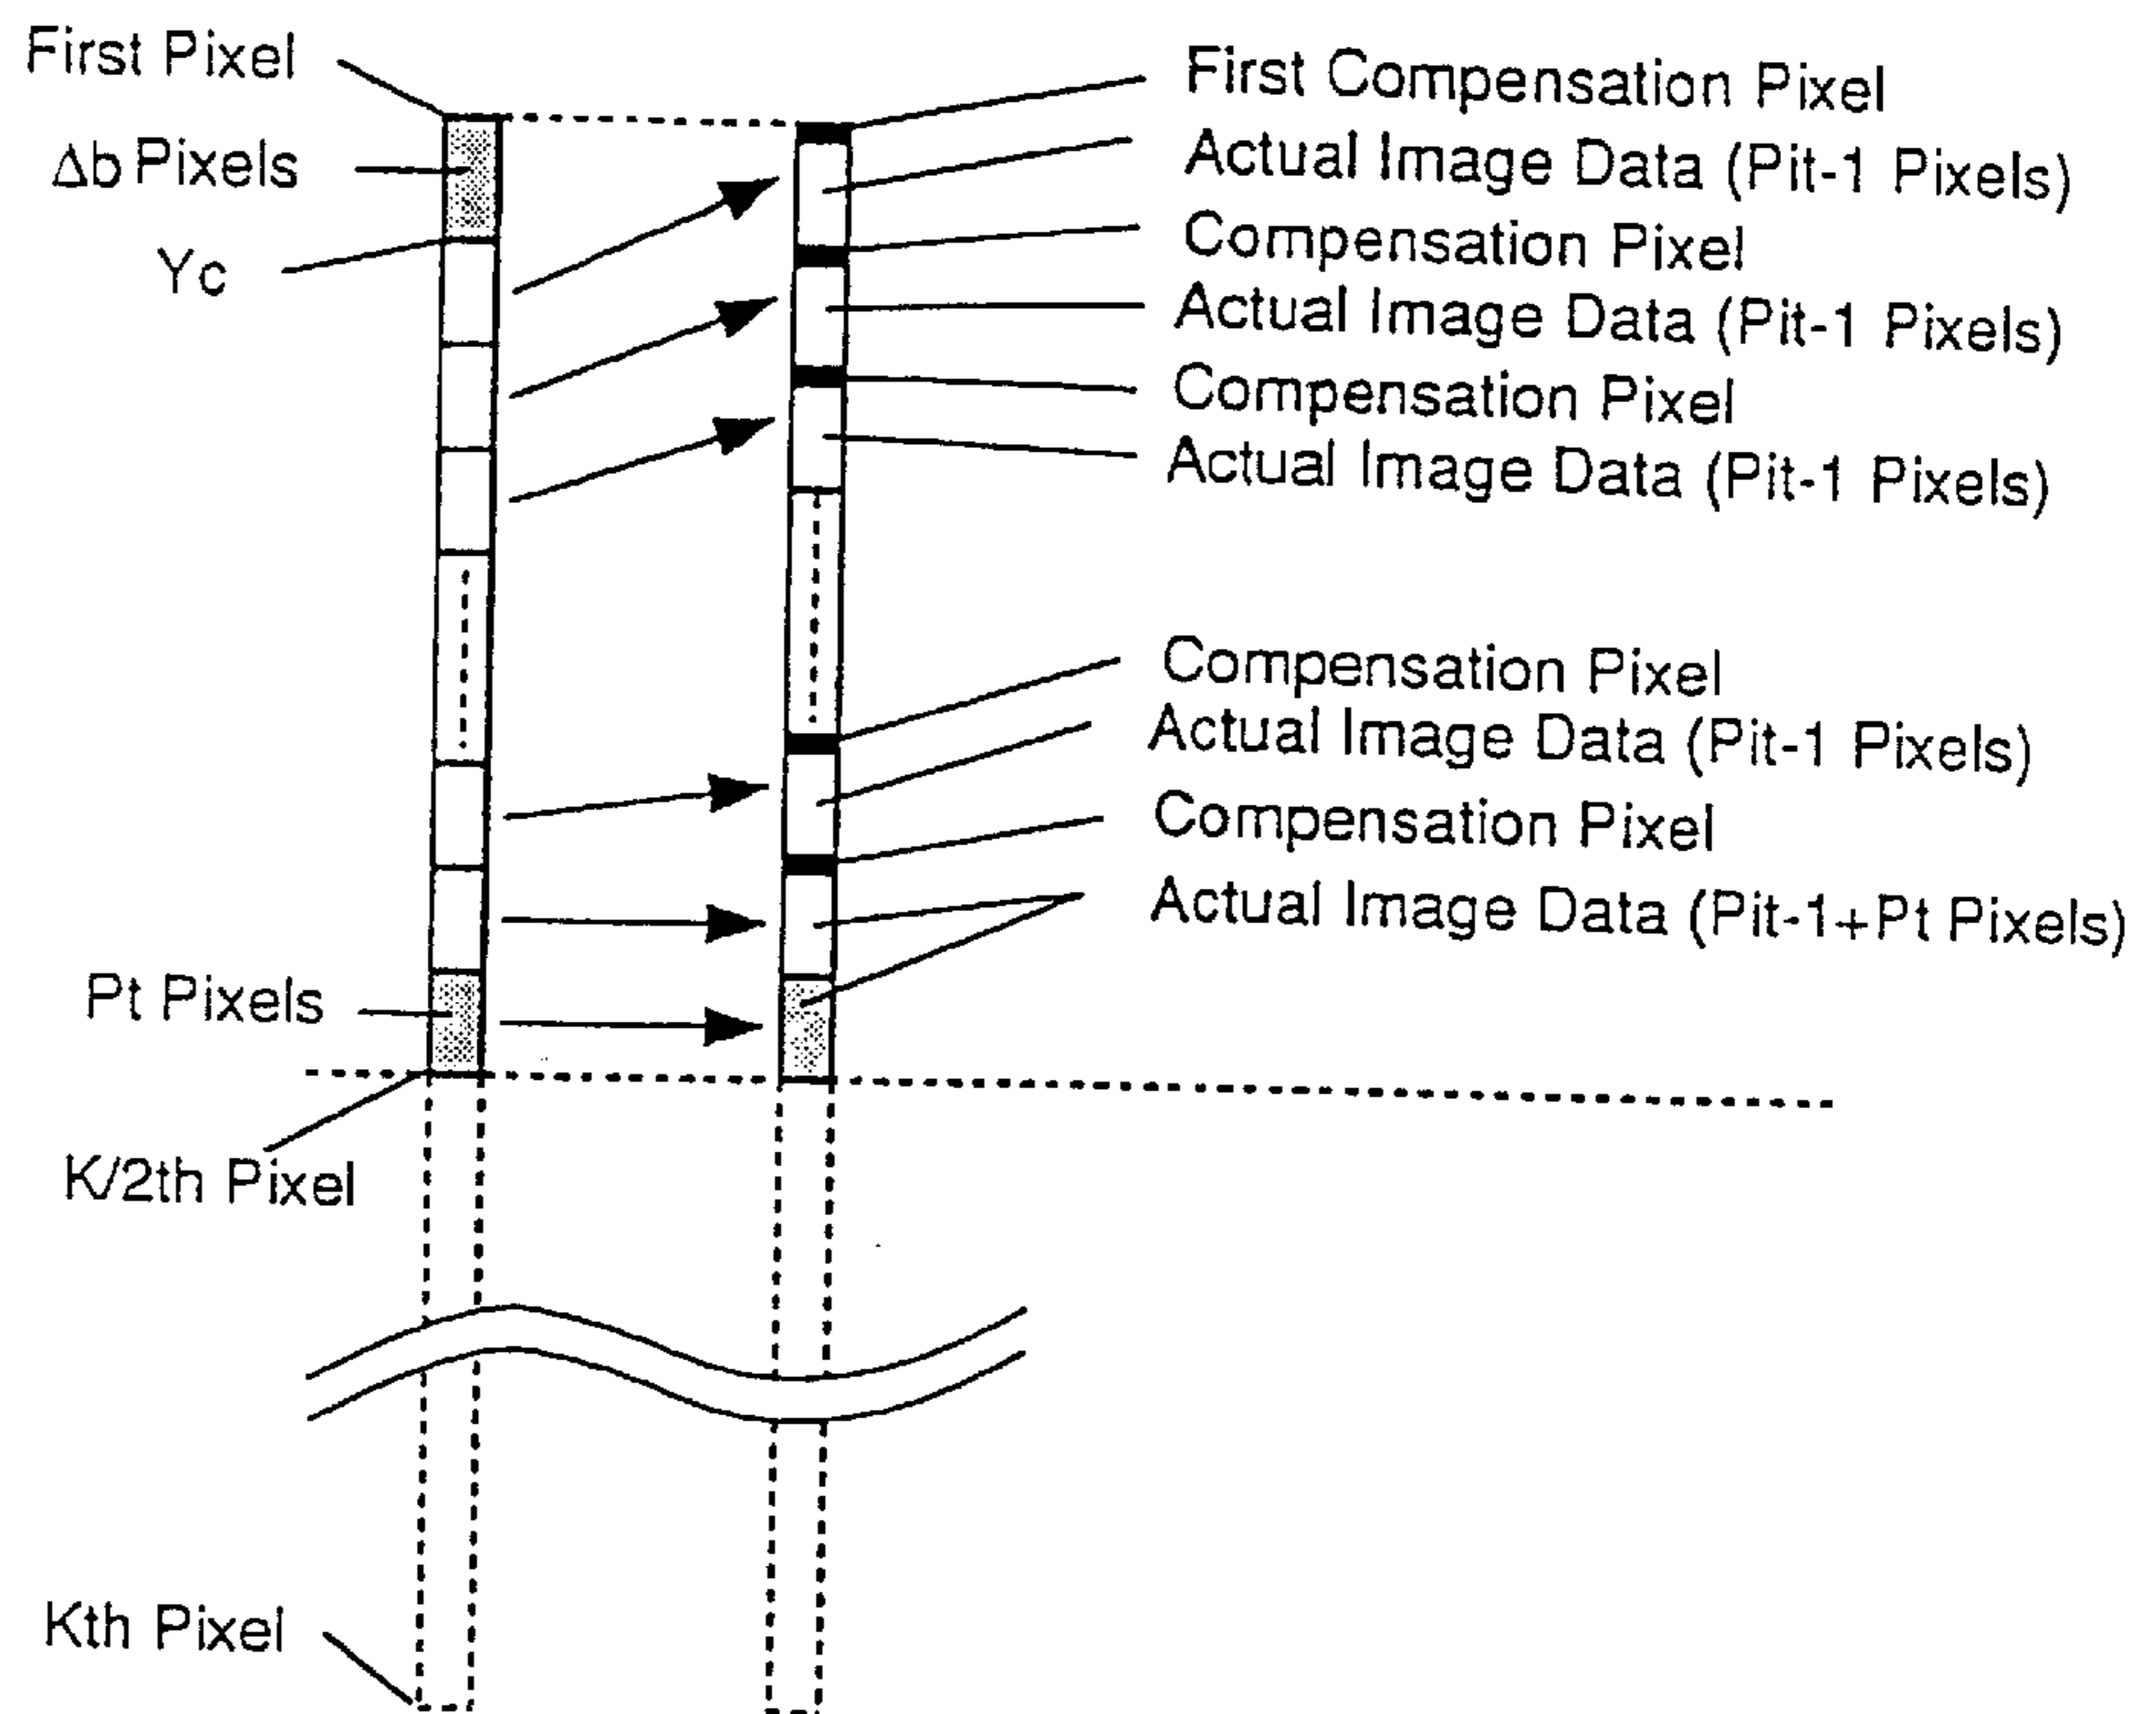 First Pixel
Δb Pixels
Yc
First Compensation Pixel
Actual Image Data (Pit-1 Pixels)
Compensation Pixel
Actual Image Data (Pit-1 Pixels)
Compensation Pixel
Actual Image Data (Pit-1 Pixels)
Compensation Pixel
Actual Image Data (Pit-1 Pixels)
Compensation Pixel
Actual Image Data (Pit-1+Pt Pixels)
Pt Pixels
K/2th Pixel
Kth Pixel